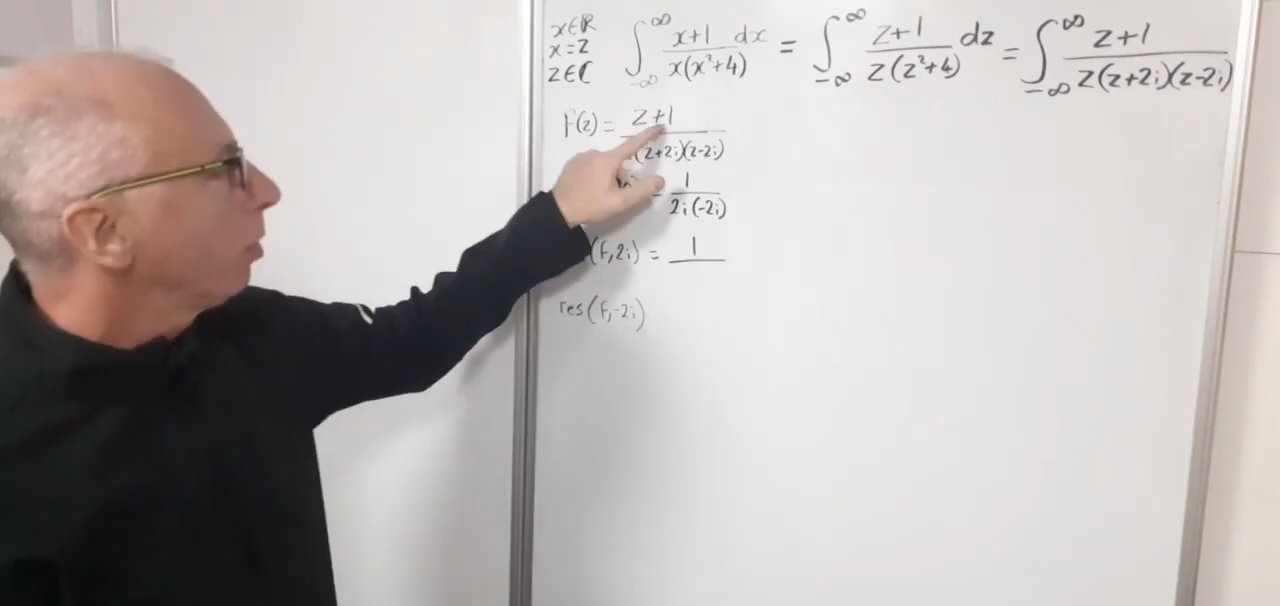 x∈ℝ
x=z
z∈ℂ
∫_{-∞}^{∞} (x+1)/(x(x²+4)) dx = ∫_{-∞}^{∞} (z+1)/(z(z²+4)) dz = ∫_{-∞}^{∞} (z+1)/(z(z+2i)(z-2i))
f(z) = (z+1)/((z+2i)(z-2i))
= 1/(2i(-2i))
(f,2i) = 1/
res(f,-2i)